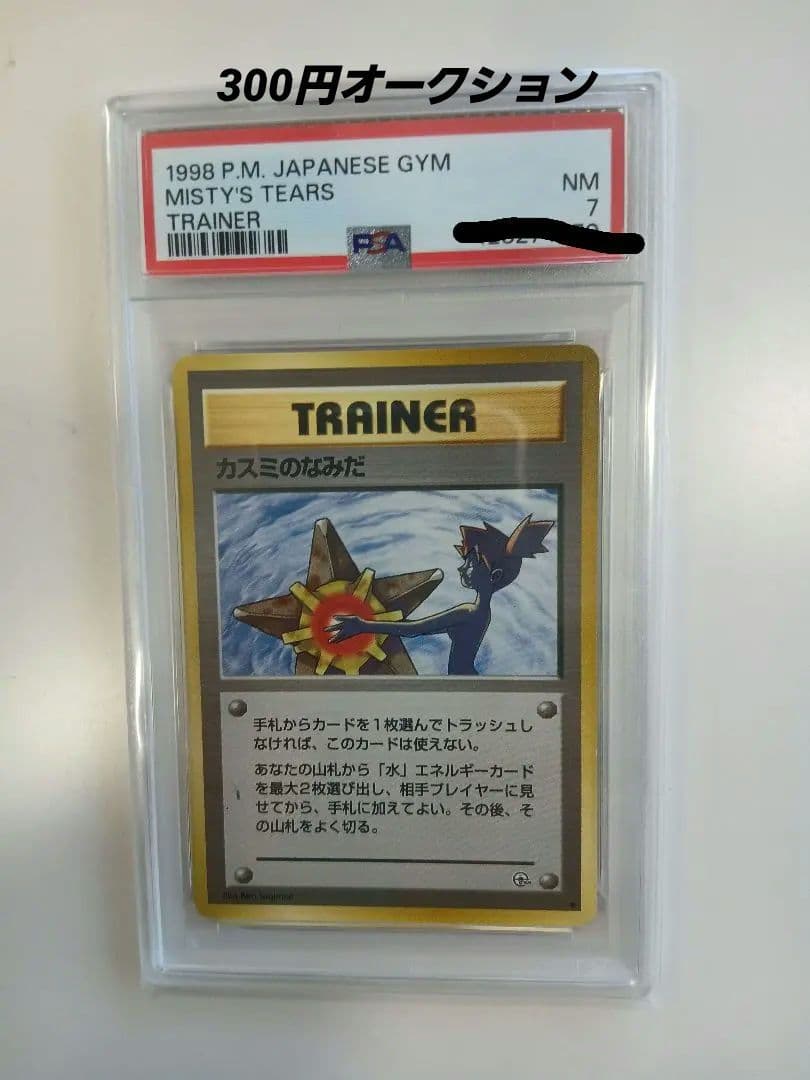 300円オークション
1998 P.M. JAPANESE GYM
MISTY'S TEARS
TRAINER
NM
7
PSA
TRAINER
カスミのなみだ
手札からカードを1枚選んでトラッシュし
なければ、このカードは使えない。
あなたの山札から「水」エネルギーカード
を最大2枚選び出し、相手プレイヤーに見
せてから、手札に加えてよい。その後、そ
の山札をよく切る。
Illus. Ken Sugimori